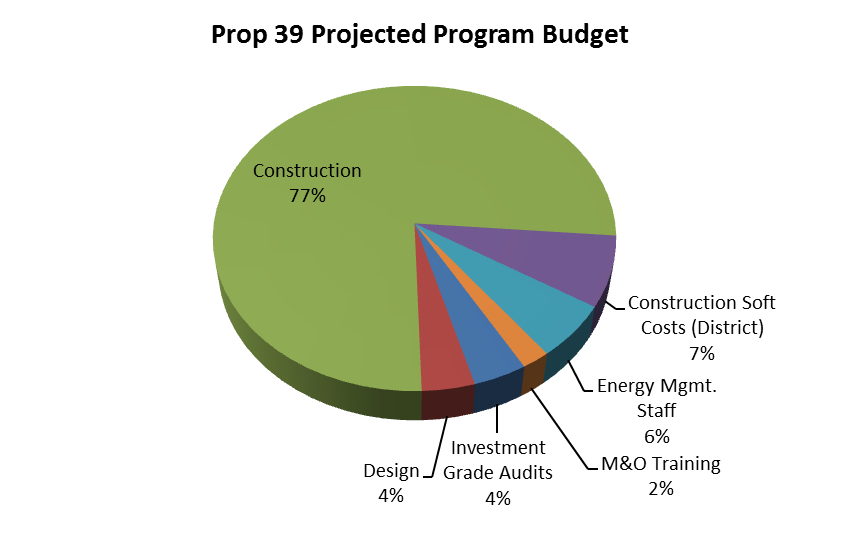 Prop 39 Projected Program Budget
Construction
77%
Construction Soft
Costs (District)
7%
Energy Mgmt.
Staff
6%
M&O Training
2%
Investment
Grade Audits
4%
Design
4%